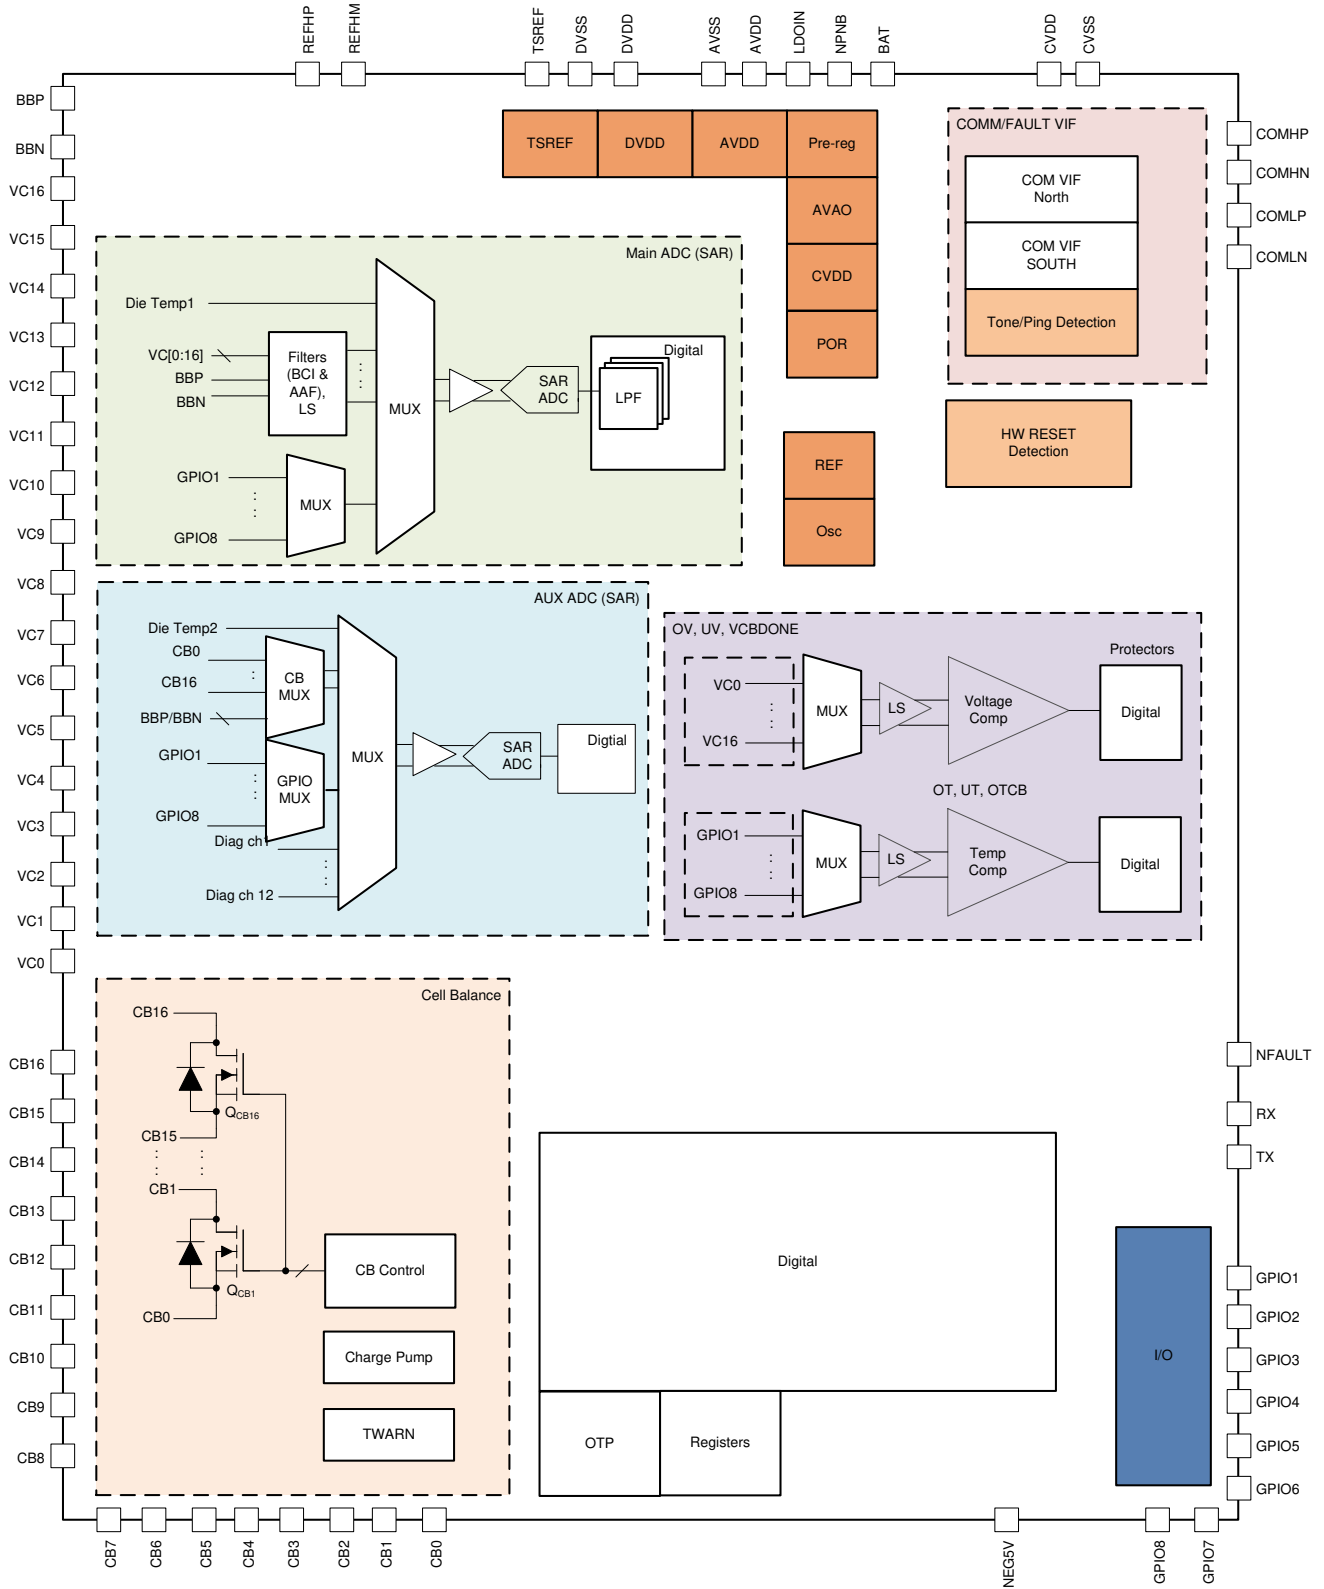 REFHP
REFHM
TSREF
DVSS
DVDD
AVSS
AVDD
LDOIN
NPNB
BAT
CVDD
CVSS
BBP
BBN
VC16
VC15
VC14
VC13
VC12
VC11
VC10
VC9
VC8
VC7
VC6
VC5
VC4
VC3
VC2
VC1
VC0
CB16
CB15
CB14
CB13
CB12
CB11
CB10
CB9
CB8
TSREF
DVDD
AVDD
Pre-reg
AVAO
CVDD
POR
REF
Osc
COMM/FAULT VIF
COM VIF
North
COM VIF
SOUTH
Tone/Ping Detection
HW RESET
Detection
COMHP
COMHN
COMLP
COMLN
Main ADC (SAR)
Die Temp1
VC[0:16]
BBP
BBN
Filters
(BCI &
AAF),
LS
GPIO1
GPIO8
MUX
MUX
SAR
ADC
Digital
LPF
AUX ADC (SAR)
Die Temp2
CB0
CB16
BBP/BBN
CB
MUX
GPIO1
GPIO8
GPIO
MUX
Diag ch1
Diag ch 12
MUX
SAR
ADC
Digtial
OV, UV, VCBDONE
Protectors
VC0
VC16
MUX
LS
Voltage
Comp
Digital
OT, UT, OTCB
GPIO1
GPIO8
MUX
LS
Temp
Comp
Digital
Cell Balance
CB16
QCB16
CB15
CB1
QCB1
CB0
CB Control
Charge Pump
TWARN
Digital
OTP
Registers
I/O
NFAULT
RX
TX
GPIO1
GPIO2
GPIO3
GPIO4
GPIO5
GPIO6
CB7
CB6
CB5
CB4
CB3
CB2
CB1
CB0
NEG5V
GPIO8
GPIO7